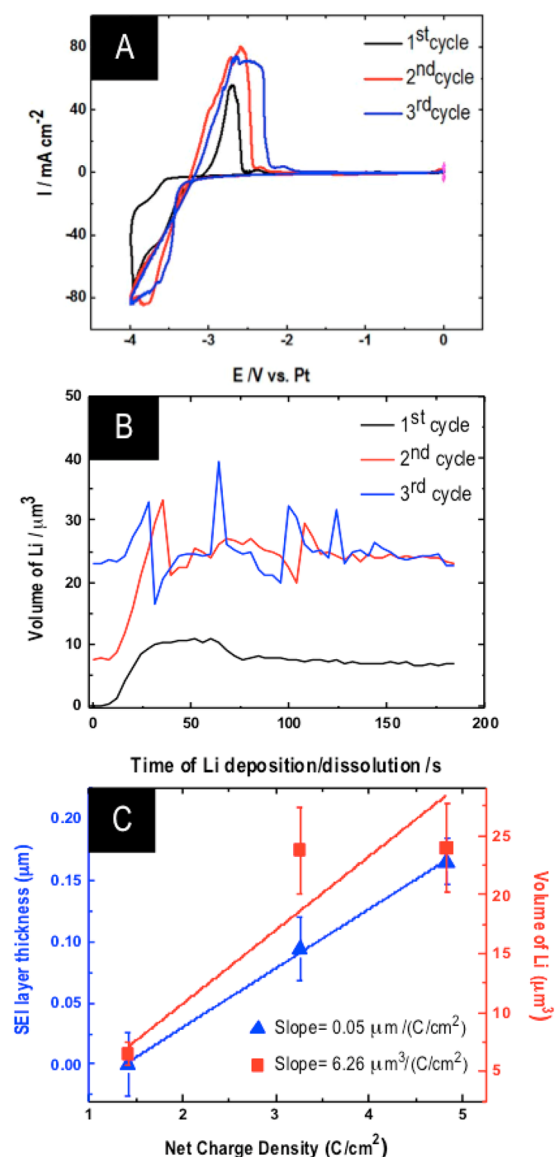 A
1st cycle
2nd cycle
3rd cycle
I / mA cm-2
80
40
0
-40
-80
-4
-3
-2
-1
0
E /V vs. Pt
B
1st cycle
2nd cycle
3rd cycle
Volume of Li / μm3
50
40
30
20
10
0
0
50
100
150
200
Time of Li deposition/dissolution /s
C
SEI layer thickness (μm)
0.20
0.15
0.10
0.05
0.00
Volume of Li (μm3)
25
20
15
10
5
Slope= 0.05 μm /(C/cm2)
Slope= 6.26 μm3/(C/cm2)
1
2
3
4
5
Net Charge Density (C/cm2)